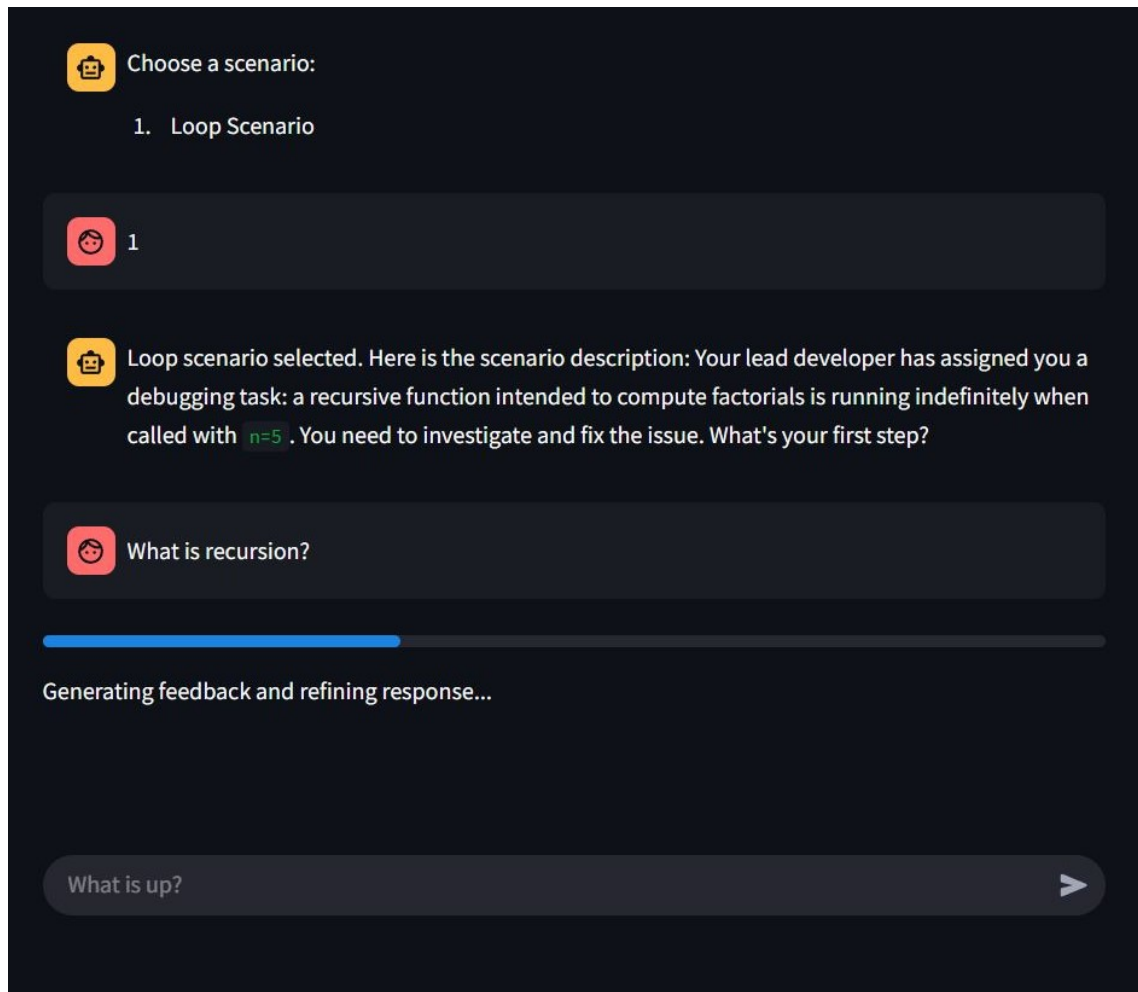 Choose a scenario:
1. Loop Scenario
1
Loop scenario selected. Here is the scenario description: Your lead developer has assigned you a
debugging task: a recursive function intended to compute factorials is running indefinitely when
called with n=5 . You need to investigate and fix the issue. What's your first step?
What is recursion?
Generating feedback and refining response...
What is up?